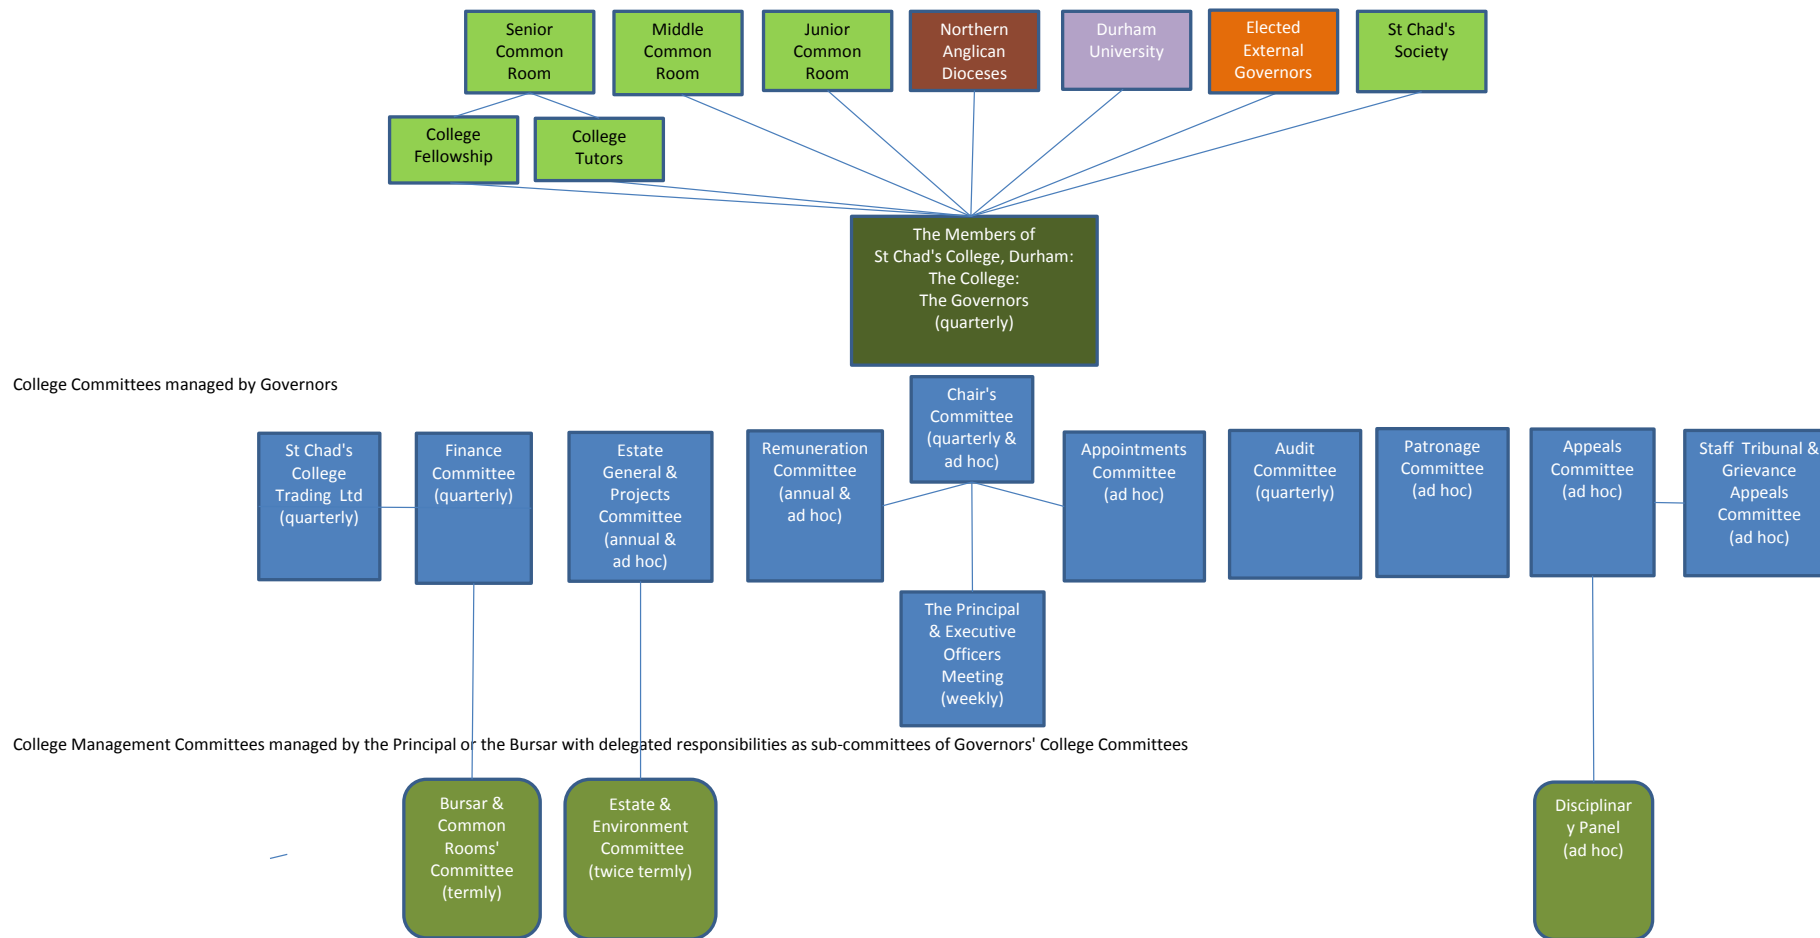 Senior
Common
Room
Middle
Common
Room
Junior
Common
Room
Northern
Anglican
Dioceses
Durham
University
Elected
External
Governors
St Chad's
Society
College
Fellowship
College
Tutors
The Members of
St Chad's College, Durham:
The College:
The Governors
(quarterly)
College Committees managed by Governors
Chair's
Committee
(quarterly &
ad hoc)
St Chad's
College
Trading Ltd
(quarterly)
Finance
Committee
(quarterly)
Estate
General &
Projects
Committee
(annual &
ad hoc)
Remuneration
Committee
(annual &
ad hoc)
Appointments
Committee
(ad hoc)
Audit
Committee
(quarterly)
Patronage
Committee
(ad hoc)
Appeals
Committee
(ad hoc)
Staff Tribunal &
Grievance
Appeals
Committee
(ad hoc)
The Principal
& Executive
Officers
Meeting
(weekly)
College Management Committees managed by the Principal or the Bursar with delegated responsibilities as sub-committees of Governors' College Committees
Bursar &
Common
Rooms'
Committee
(termly)
Estate &
Environment
Committee
(twice termly)
Disciplinar
y Panel
(ad hoc)